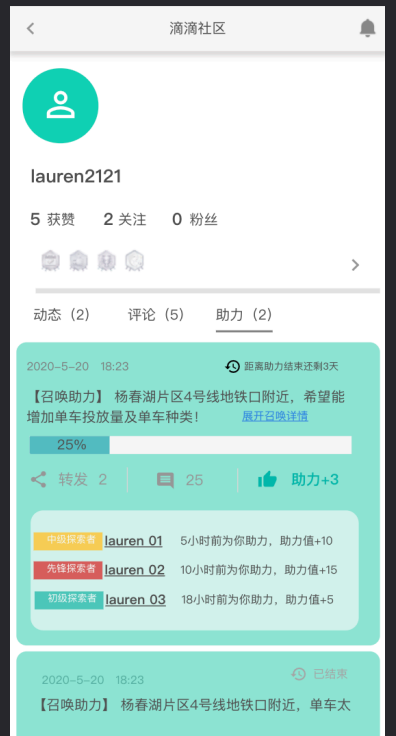 滴滴社区
lauren2121
5 获赞 2 关注 0 粉丝
动态（2） 评论（5） 助力（2）
2020-5-20 18:23 距离助力结束还剩3天
【召唤助力】 杨春湖片区4号线地铁口附近，希望能
增加单车投放量及单车种类！ 展开召唤详情
25%
转发 2 25 助力+3
中级探索者 lauren 01 5小时前为你助力，助力值+10
先锋探索者 lauren 02 10小时前为你助力，助力值+15
初级探索者 lauren 03 18小时前为你助力，助力值+5
2020-5-20 18:23 已结束
【召唤助力】 杨春湖片区4号线地铁口附近，单车太